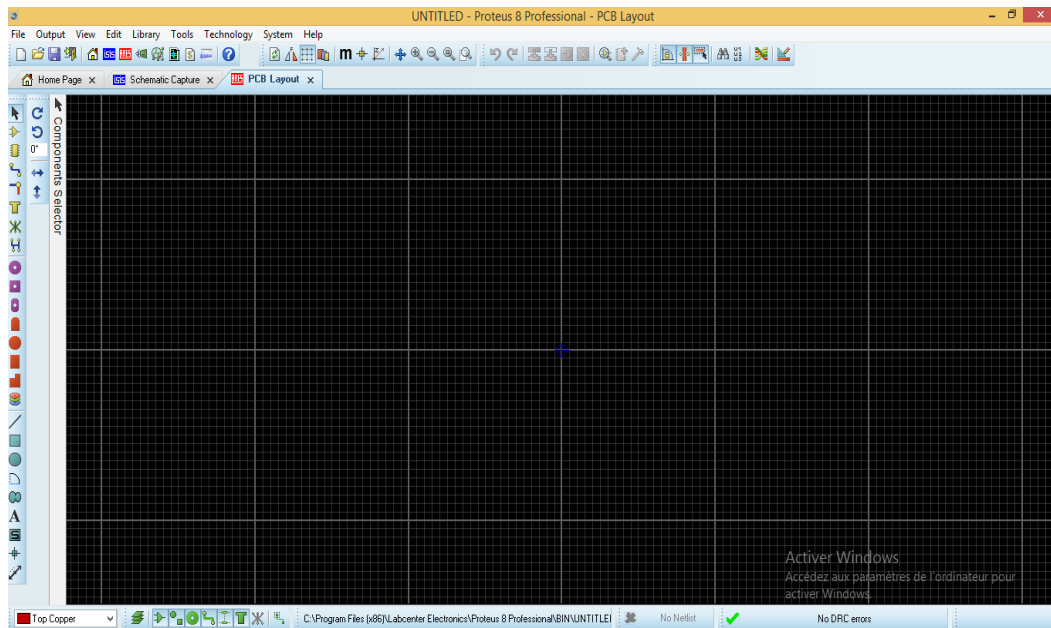 UNTITLED - Proteus 8 Professional - PCB Layout
File Output View Edit Library Tools Technology System Help
Home Page Schematic Capture PCB Layout
0°
Components Selector
Activer Windows
Accédez aux paramètres de l'ordinateur pour
activer Windows.
Top Copper C:\Program Files (x86)\Labcenter Electronics\Proteus 8 Professional\BIN\UNTITLE No Netlist No DRC errors